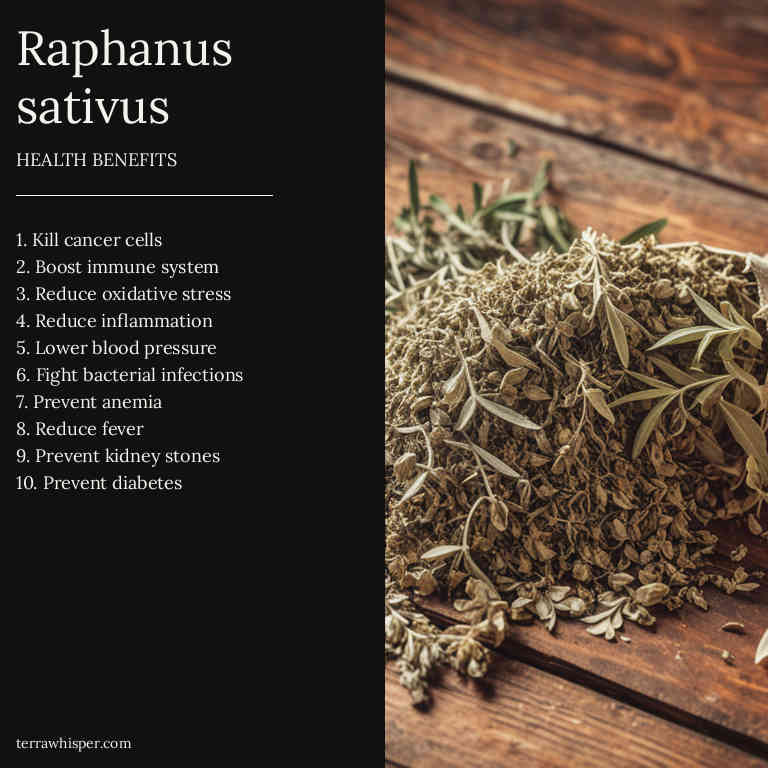 Raphanus
sativus
HEALTH BENEFITS
1. Kill cancer cells
2. Boost immune system
3. Reduce oxidative stress
4. Reduce inflammation
5. Lower blood pressure
6. Fight bacterial infections
7. Prevent anemia
8. Reduce fever
9. Prevent kidney stones
10. Prevent diabetes
terrawhisper.com